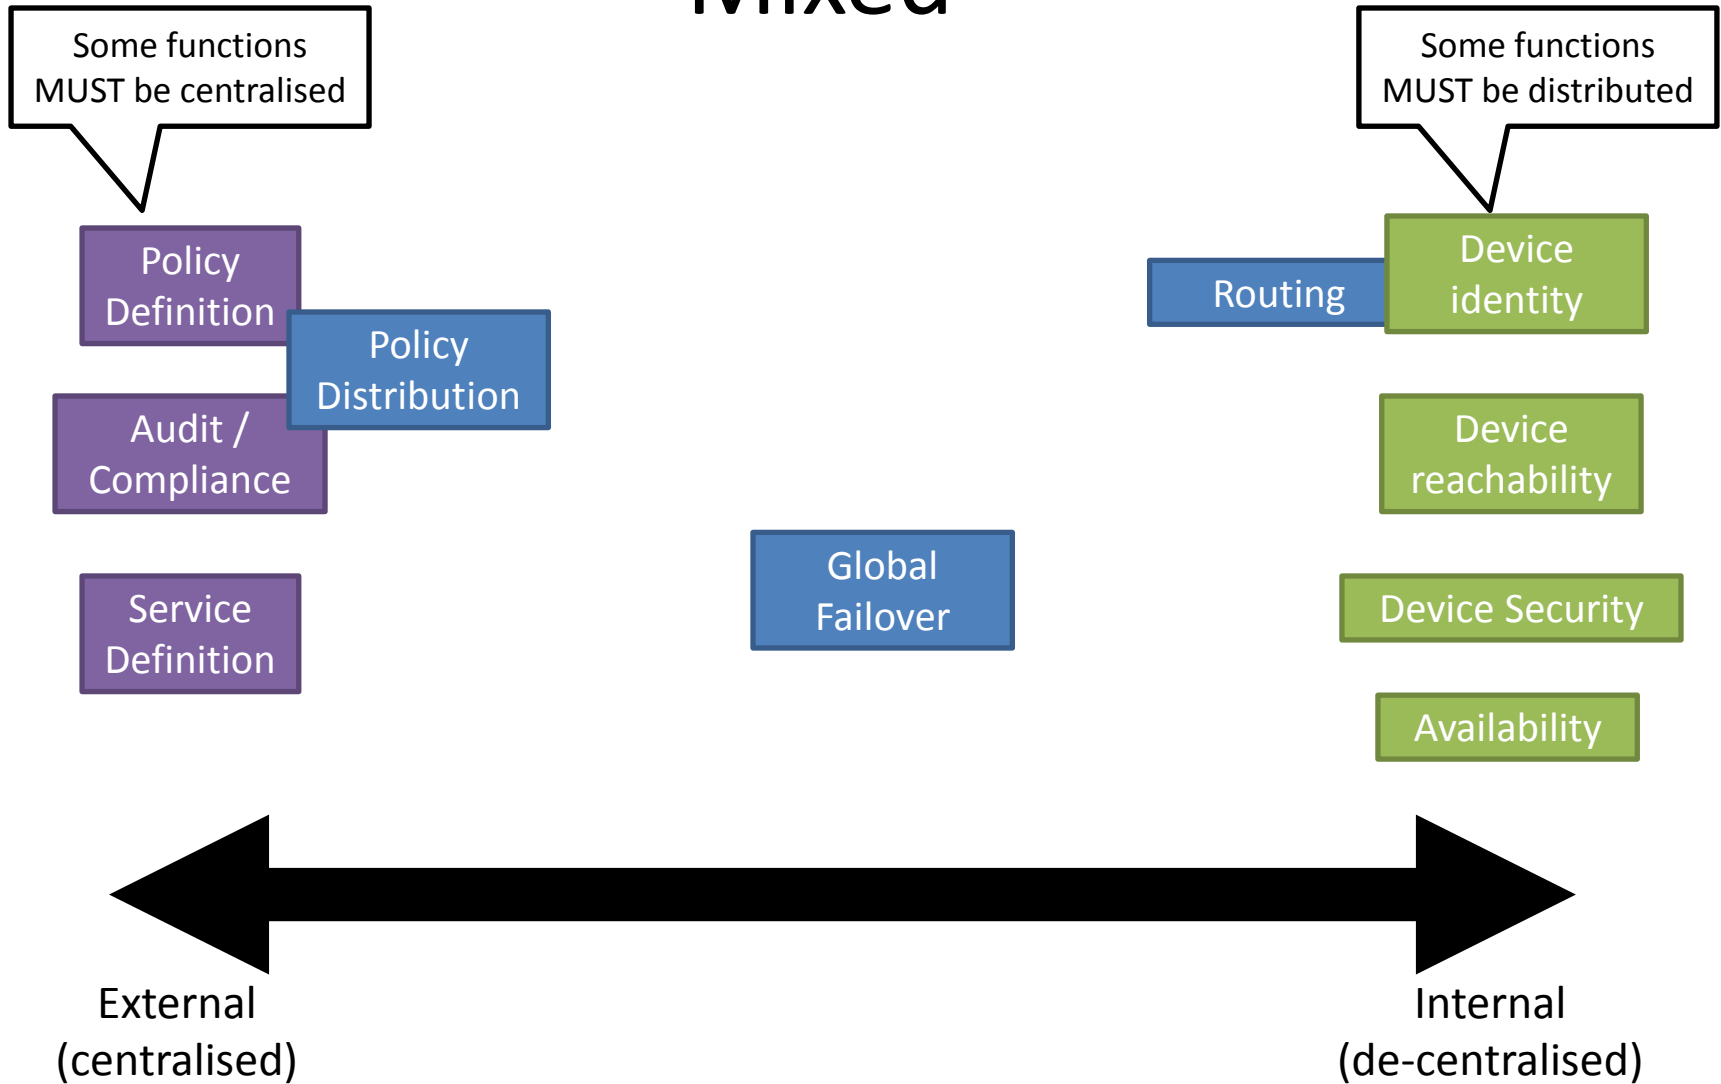 Mixed
Some functions
MUST be centralised
Some functions
MUST be distributed
Policy
Definition
Policy
Distribution
Audit /
Compliance
Service
Definition
Global
Failover
Routing
Device
identity
Device
reachability
Device Security
Availability
External
(centralised)
Internal
(de-centralised)